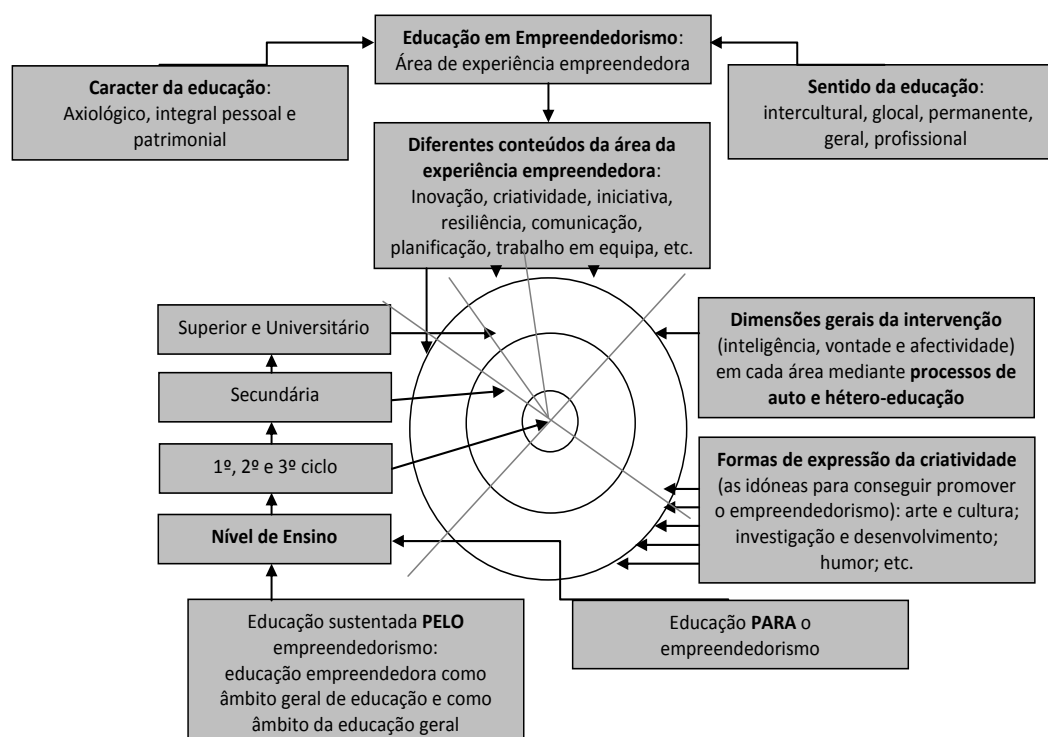 Educação em Empreendedorismo:
Área de experiência empreendedora
Caracter da educação:
Axiológico, integral pessoal e
patrimonial
Sentido da educação:
intercultural, glocal, permanente,
geral, profissional
Diferentes conteúdos da área da
experiência empreendedora:
Inovação, criatividade, iniciativa,
resiliência, comunicação,
planificação, trabalho em equipa, etc.
Superior e Universitário
Secundária
1º, 2º e 3º ciclo
Nível de Ensino
Dimensões gerais da intervenção
(inteligência, vontade e afectividade)
em cada área mediante processos de
auto e hétero-educação
Formas de expressão da criatividade
(as idóneas para conseguir promover
o empreendedorismo): arte e cultura;
investigação e desenvolvimento;
humor; etc.
Educação sustentada PELO
empreendedorismo:
educação empreendedora como
âmbito geral de educação e como
âmbito da educação geral
Educação PARA o
empreendedorismo